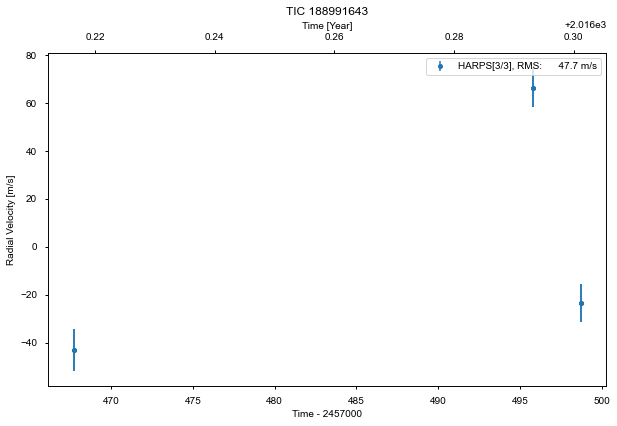 TIC 188991643
Time [Year]
+2.016e3
0.22 0.24 0.26 0.28 0.30
HARPS[3/3], RMS: 47.7 m/s
Radial Velocity [m/s]
80
60
40
20
0
−20
−40
470 475 480 485 490 495 500
Time - 2457000